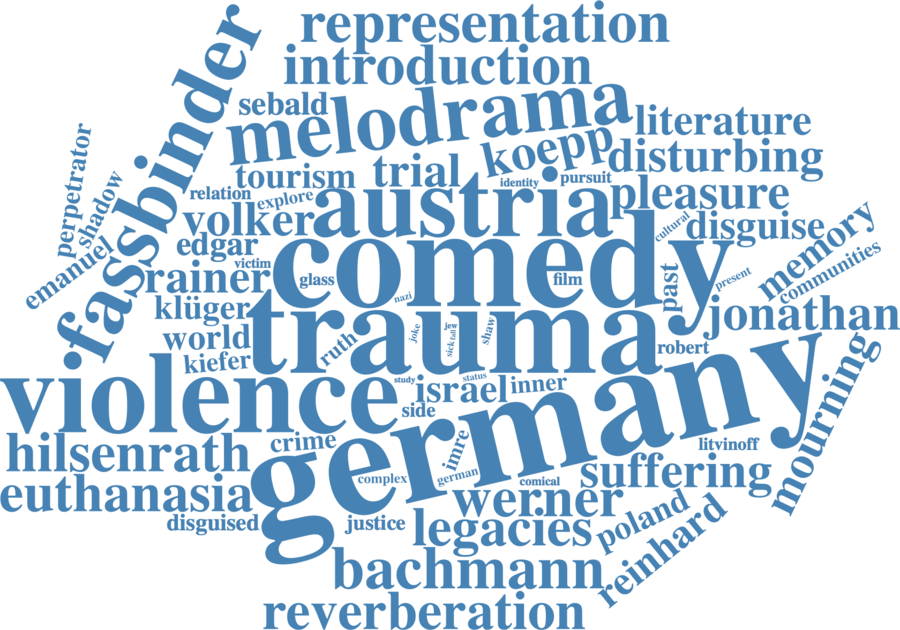 representation
introduction
fassbinder
sebald
melodrama
literature
koepp
disturbing
perpetrator
shadow
tourism
trial
identity
pursuit
relation
explore
austria
pleasure
volker
cultural
disguise
memory
emanuel
edgar
victim
comedy
rainer
glass
film
past
present
communities
klüger
nazi
jonathan
trauma
world
ruth
joke
jew
fall
sick
shaw
robert
kiefer
violence
study
status
israel
inner
germany
mourning
side
hilsenrath
crime
imre
litvinoff
complex
german
comical
suffering
euthanasia
werner
disguised
justice
legacies
poland
reinhard
bachmann
reverberation